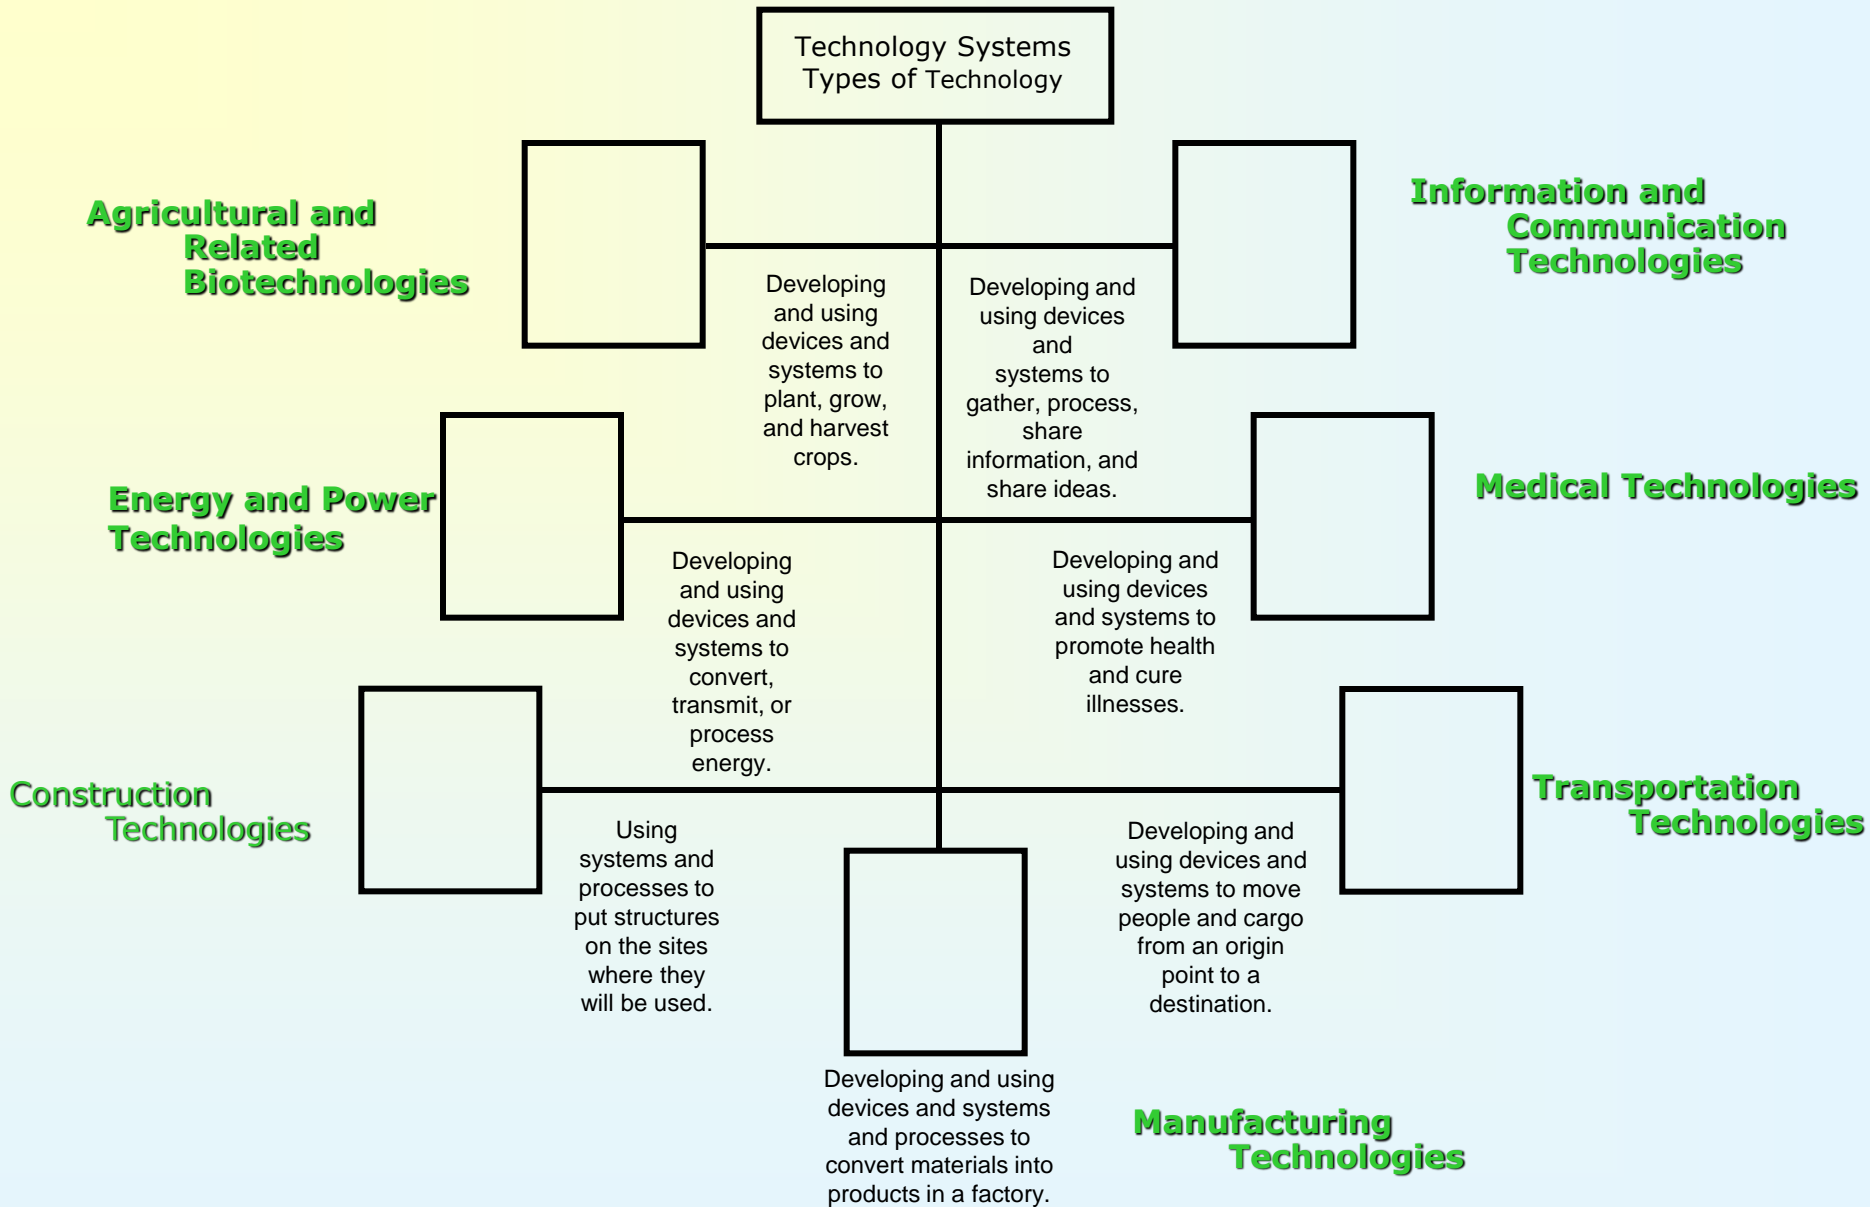 Technology Systems
Types of Technology
Agricultural and
Related
Biotechnologies
Information and
Communication
Technologies
Developing
and using
devices and
systems to
plant, grow,
and harvest
crops.
Developing and
using devices
and
systems to
gather, process,
share
information, and
share ideas.
Energy and Power
Technologies
Medical Technologies
Developing
and using
devices and
systems to
convert,
transmit, or
process
energy.
Developing and
using devices
and systems to
promote health
and cure
illnesses.
Construction
Technologies
Transportation
Technologies
Using
systems and
processes to
put structures
on the sites
where they
will be used.
Developing and
using devices and
systems to move
people and cargo
from an origin
point to a
destination.
Developing and using
devices and systems
and processes to
convert materials into
products in a factory.
Manufacturing
Technologies